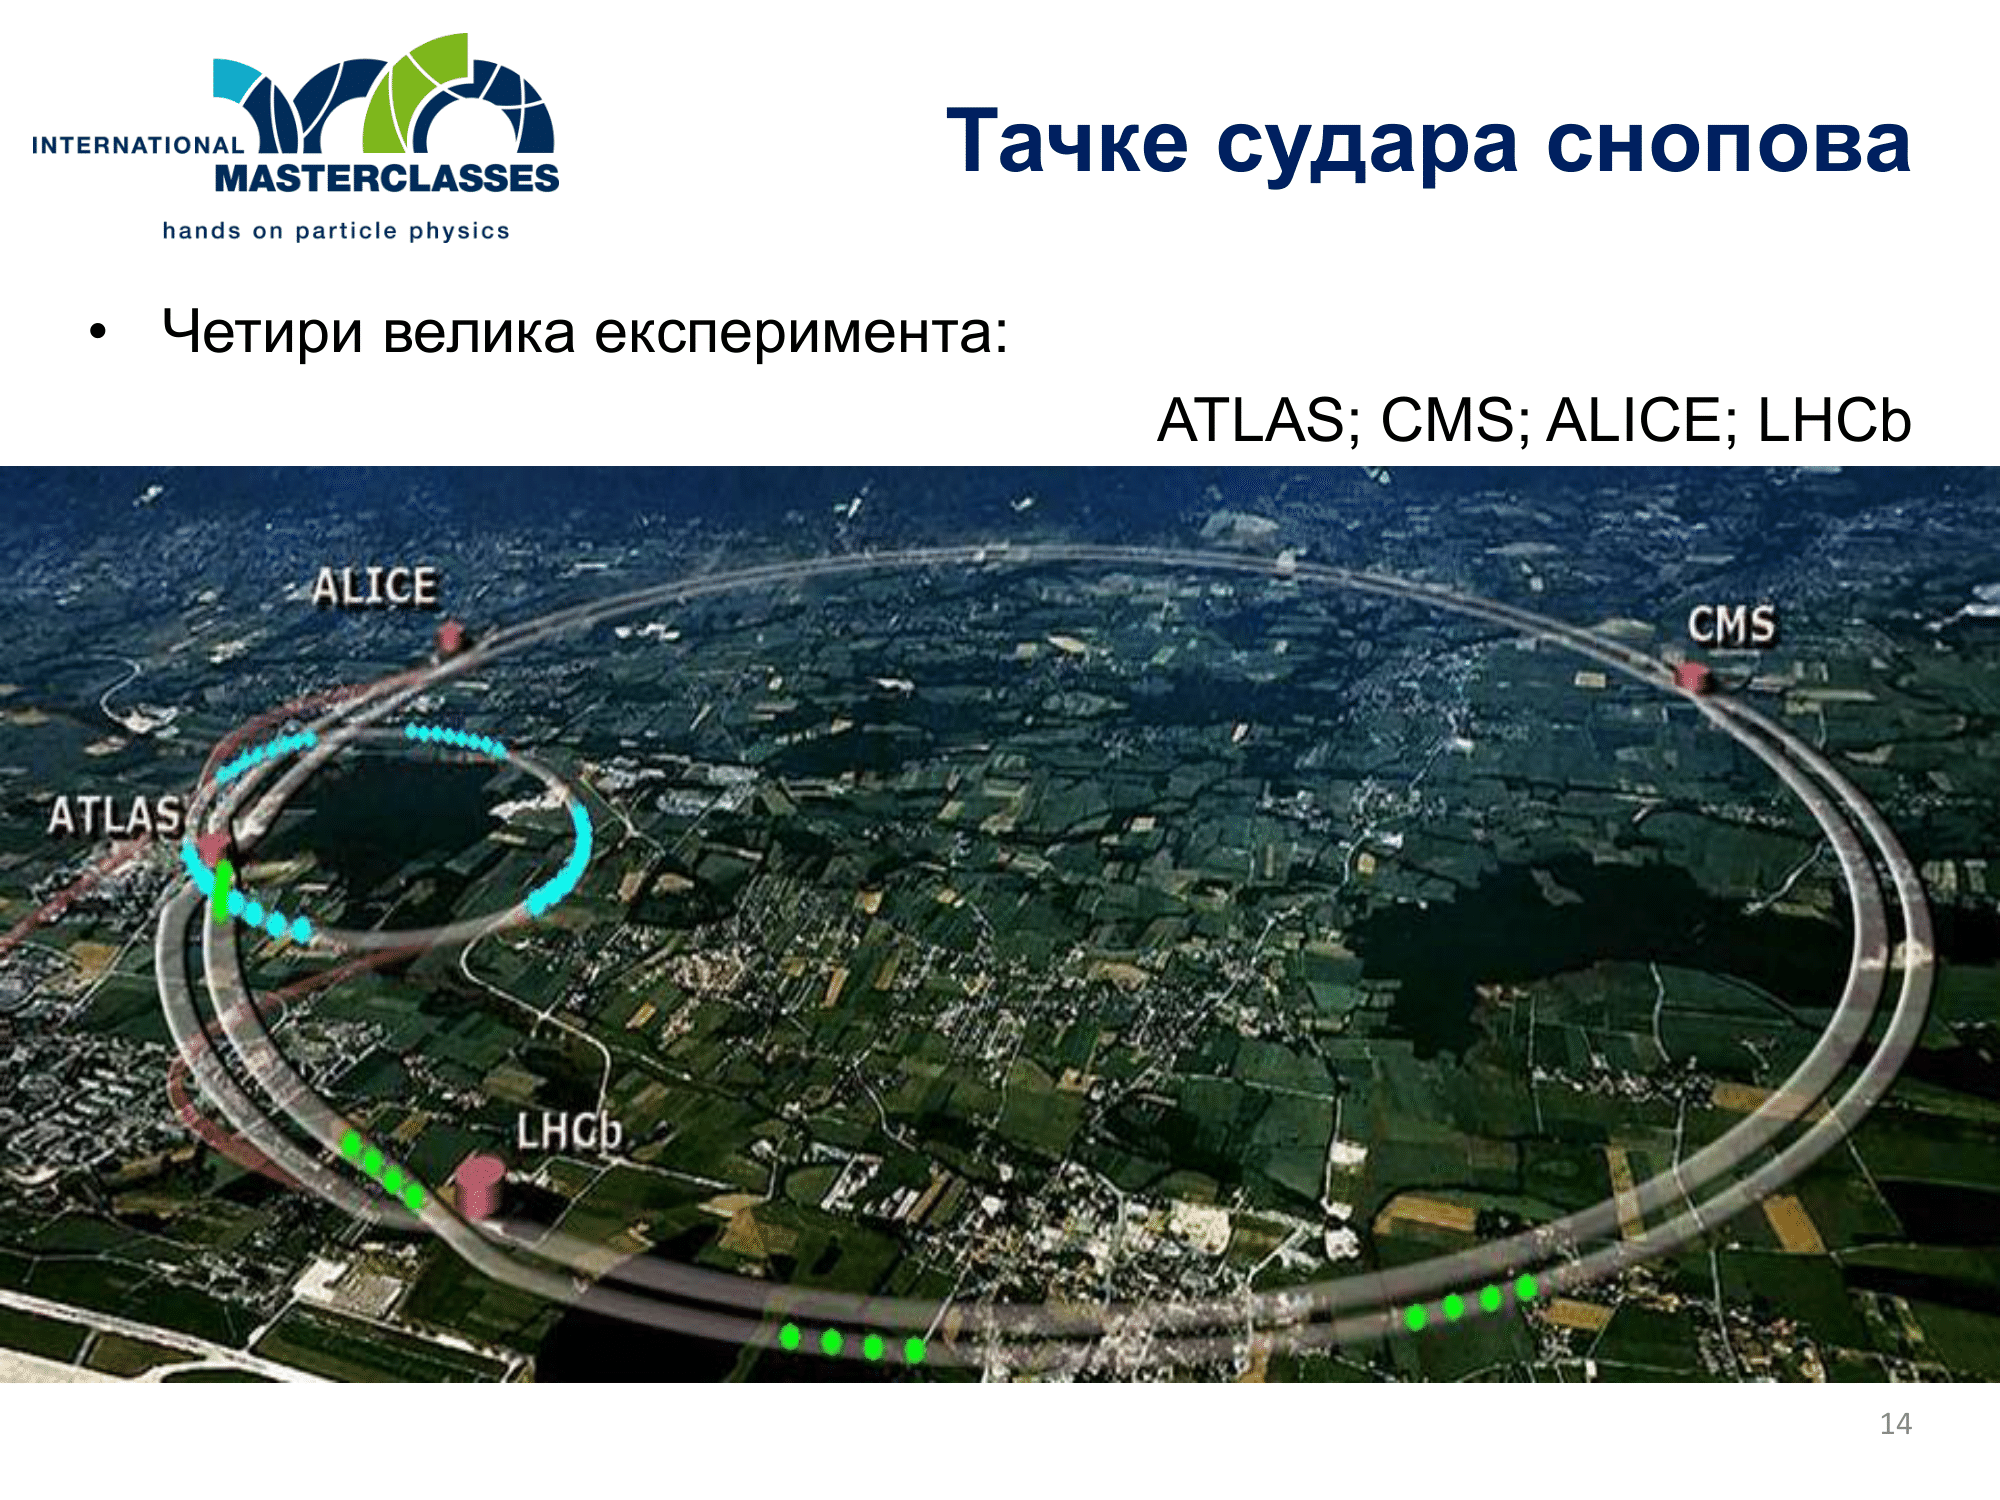 INTERNATIONAL
MASTERCLASSES
hands on particle physics
Тачке судара снопова
• Четири велика експеримента:
ATLAS; CMS; ALICE; LHCb
ALICE
CMS
ATLAS
LHCb
14